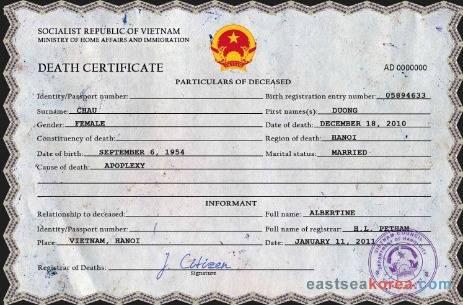 SOCIALIST REPUBLIC OF VIETNAM
MINISTRY OF HOME AFFAIRS AND IMMIGRATION
DEATH CERTIFICATE
AD 0000000
PARTICULARS OF DECEASED
Identity/Passport number: Birth registration entry number: 05894633
Surname: CHAU First names(s): DUONG
Gender: FEMALE Date of death: DECEMBER 18, 2010
Constituency of death: Region of death: HANOI
Date of birth: SEPTEMBER 6, 1954 Marital status: MARRIED
Cause of death: APOPLEXY
INFORMANT
Relationship to deceased: Full name: ALBERTINE
Identity/Passport number: Full name of registrar: H.L. PETHAM
Place: VIETNAM, HANOI Date: JANUARY 11, 2011
Registrar of Deaths: J. Citizen
Signature
eastseakorea.com